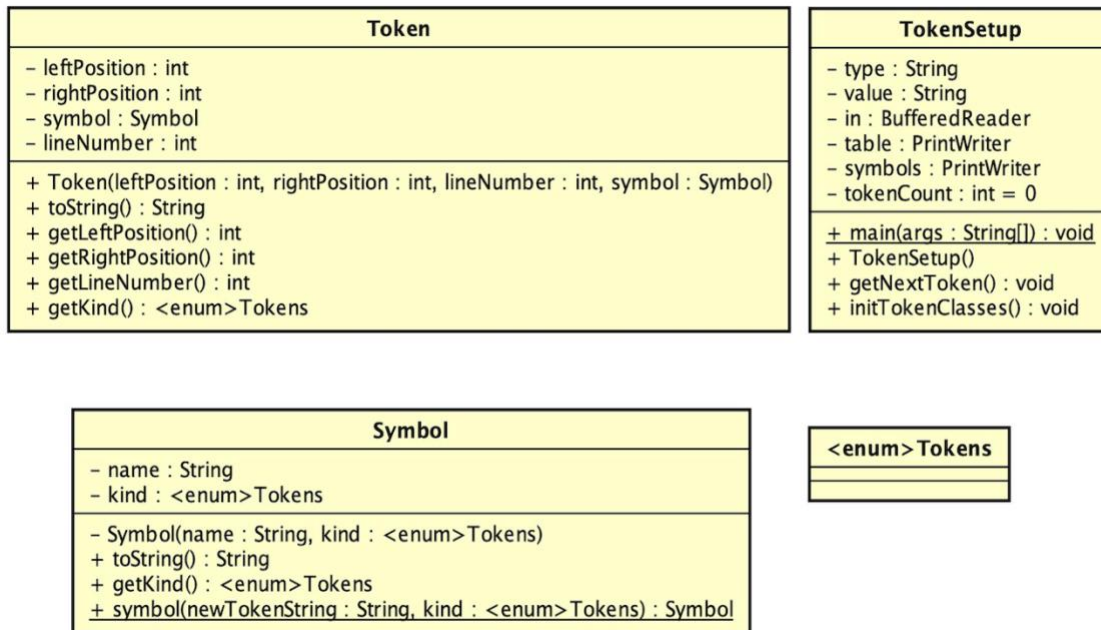 Token
– leftPosition : int
– rightPosition : int
– symbol : Symbol
– lineNumber : int
+ Token(leftPosition : int, rightPosition : int, lineNumber : int, symbol : Symbol)
+ toString() : String
+ getLeftPosition() : int
+ getRightPosition() : int
+ getLineNumber() : int
+ getKind() : <enum>Tokens
TokenSetup
– type : String
– value : String
– in : BufferedReader
– table : PrintWriter
– symbols : PrintWriter
– tokenCount : int = 0
+ main(args : String[]) : void
+ TokenSetup()
+ getNextToken() : void
+ initTokenClasses() : void
Symbol
– name : String
– kind : <enum>Tokens
– Symbol(name : String, kind : <enum>Tokens)
+ toString() : String
+ getKind() : <enum>Tokens
+ symbol(newTokenString : String, kind : <enum>Tokens) : Symbol
<enum>Tokens